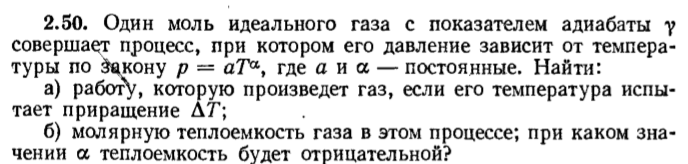 2.50. Один моль идеального газа с показателем адиабаты γ
совершает процесс, при котором его давление зависит от темпера-
туры по закону p = aTα, где a и α — постоянные. Найти:
а) работу, которую произведет газ, если его температура испы-
тает приращение ΔT;
б) молярную теплоемкость газа в этом процессе; при каком зна-
чении α теплоемкость будет отрицательной?